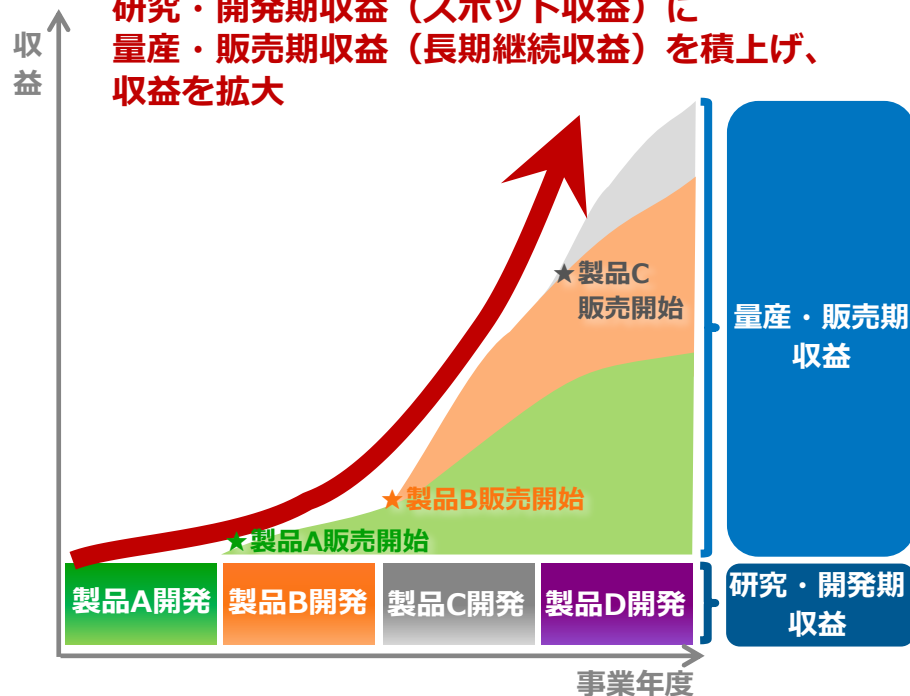 研究・開発期収益（スポット収益）に
量産・販売期収益（長期継続収益）を積上げ、
収益を拡大
収
益
★製品C
販売開始
量産・販売期
収益
★製品B販売開始
★製品A販売開始
製品A開発
製品B開発
製品C開発
製品D開発
研究・開発期
収益
事業年度